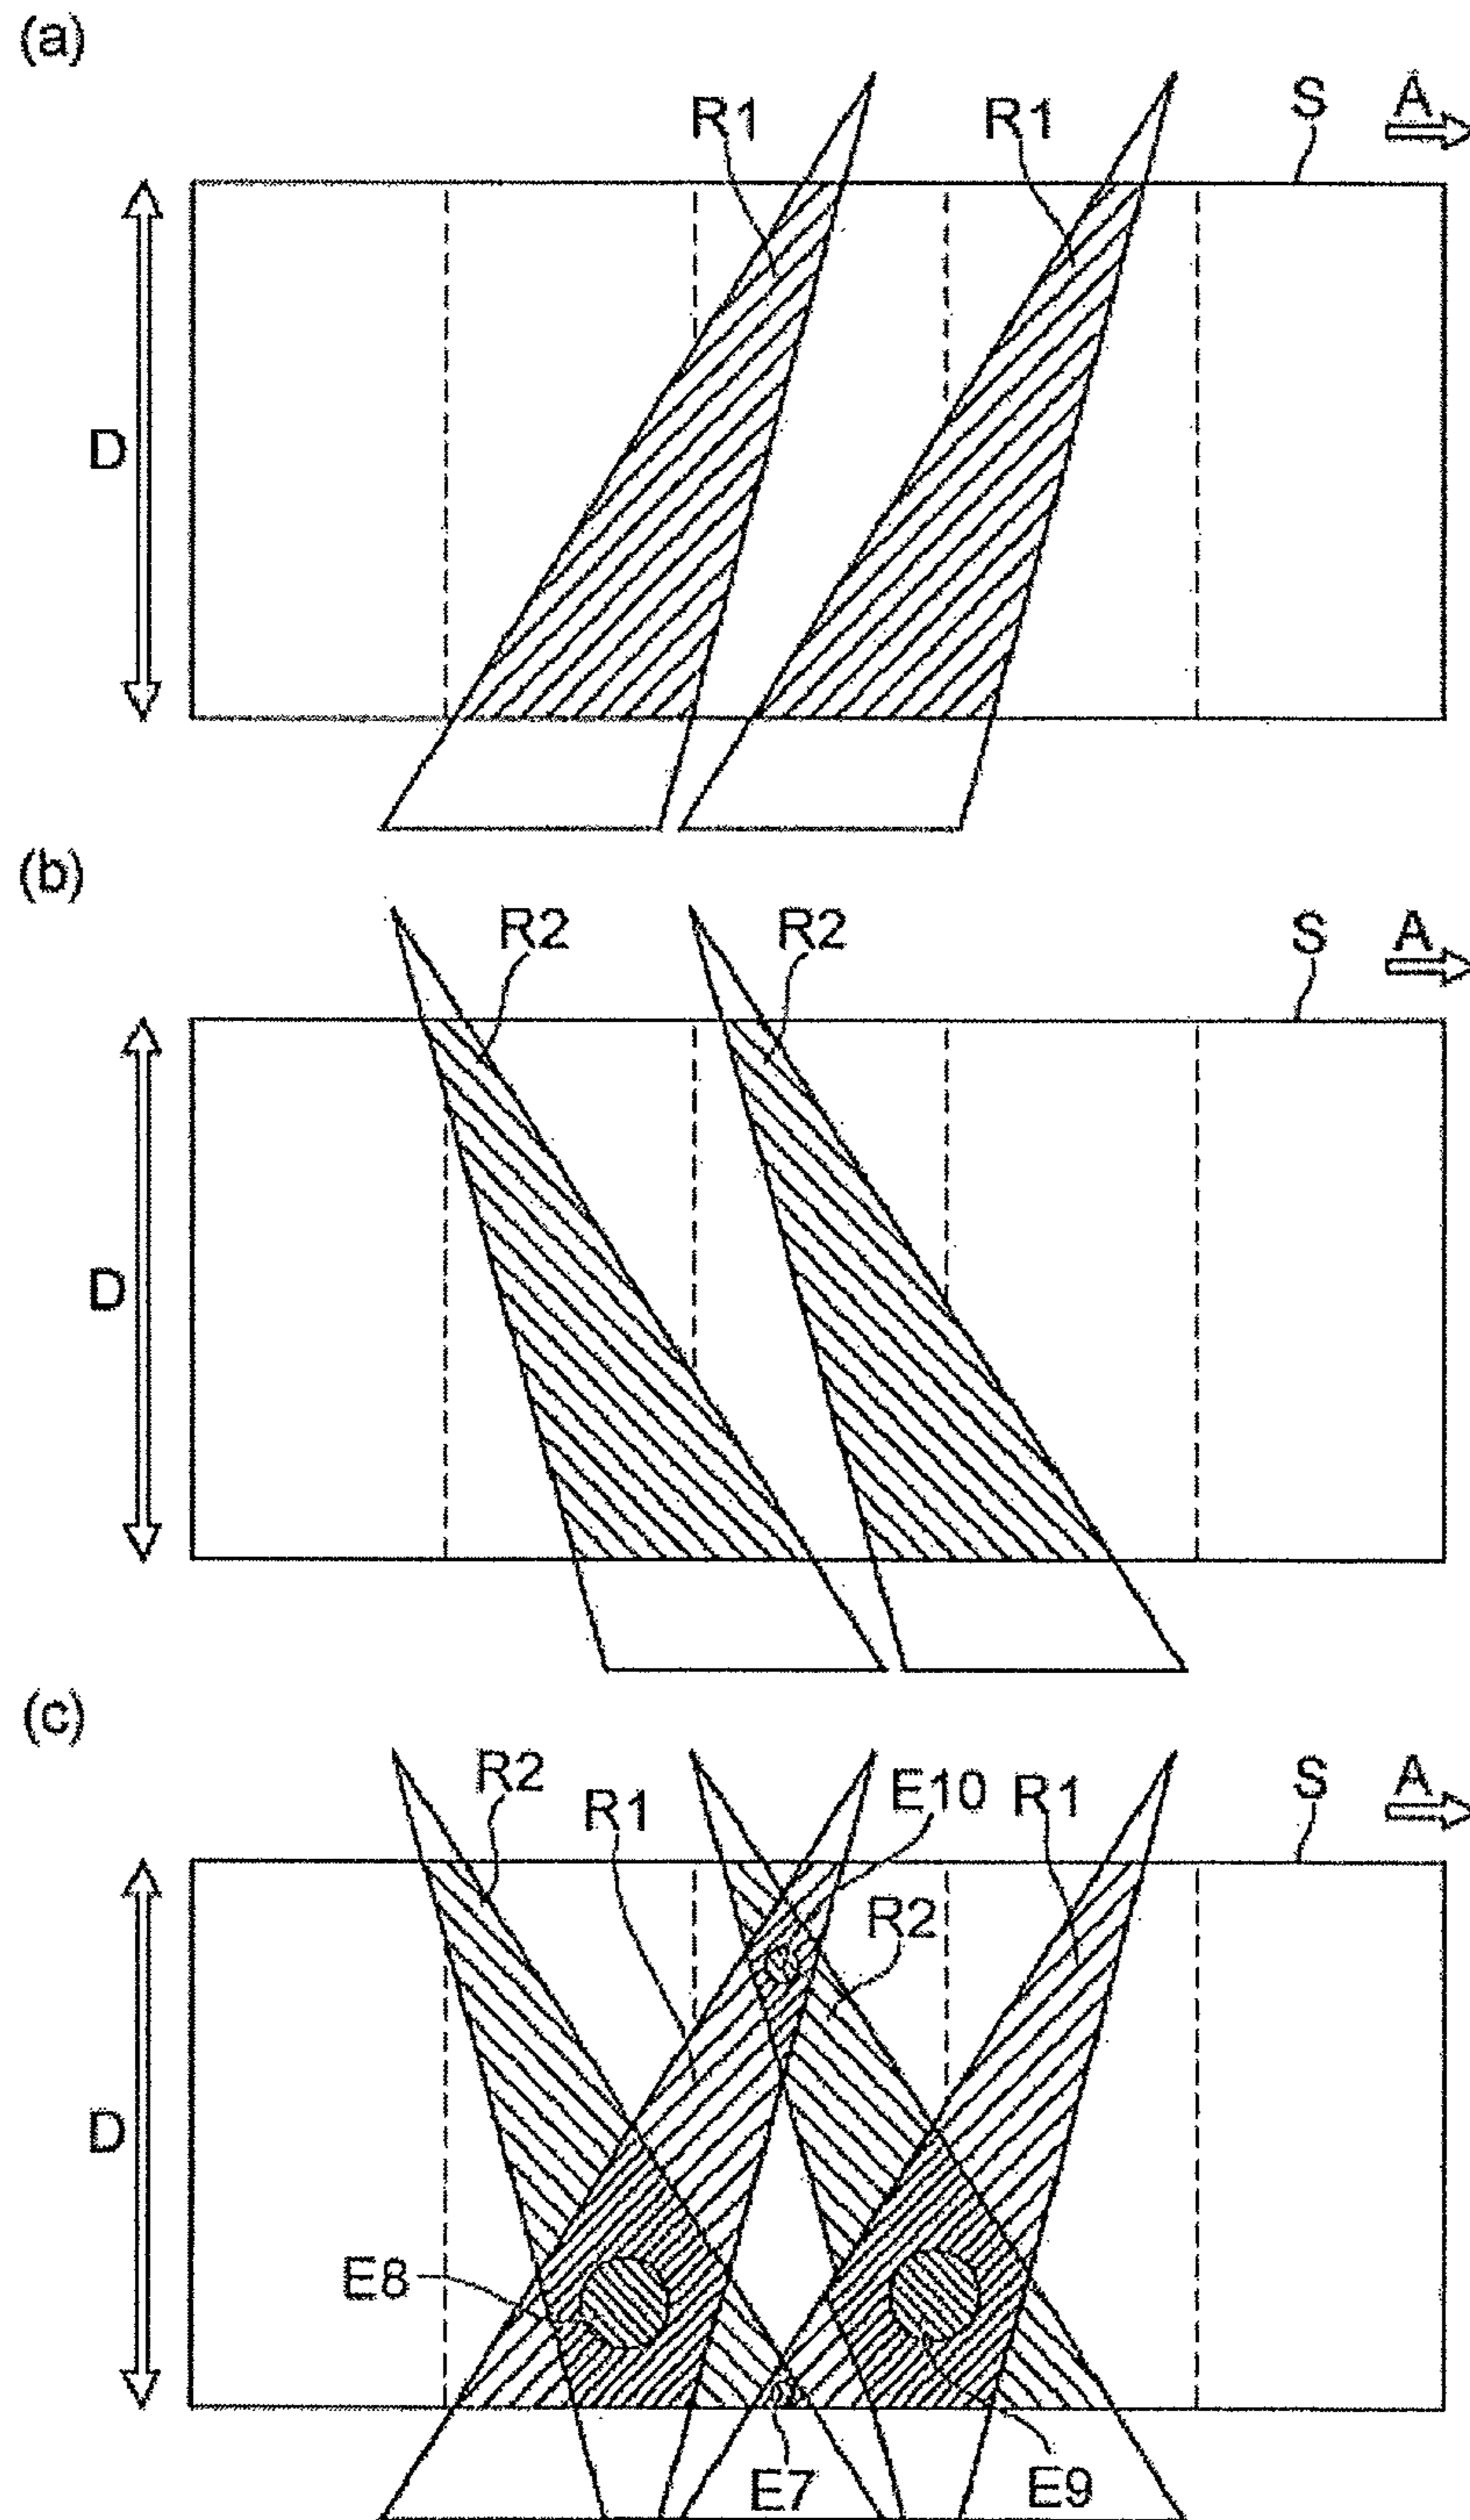 (a)
R1 R1 S A
D
(b)
R2 R2 S A
D
(c)
R2 R1 E10 R1 S A
R2
D
E8
E7 E9